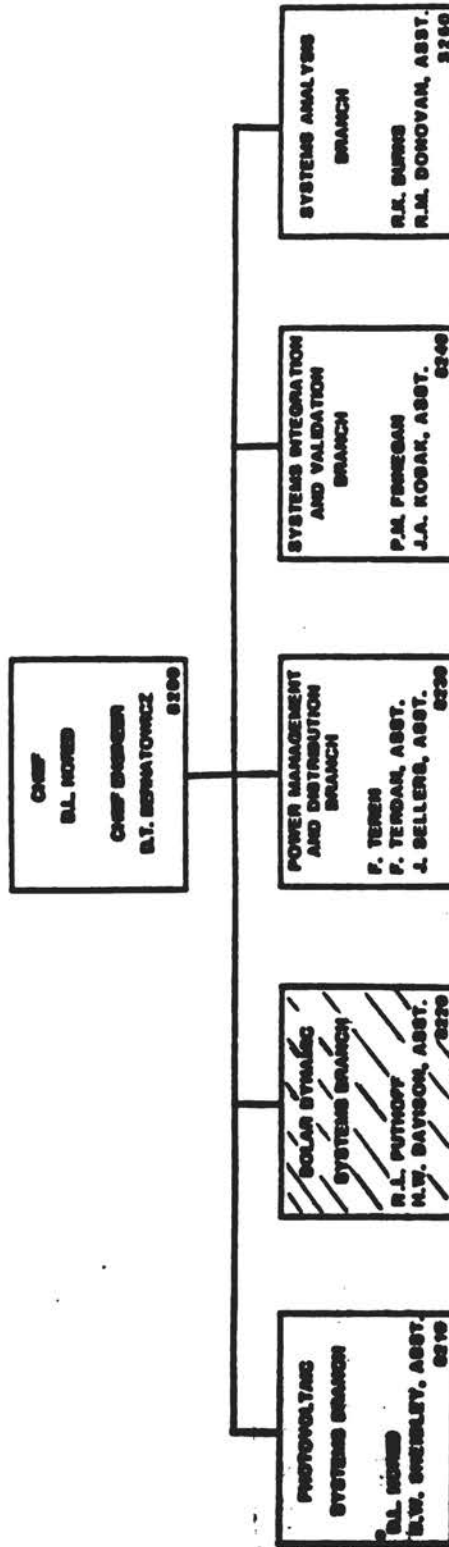 CHIEF
D.L. NORED
CHIEF ENGINEER
D.T. BERNATOWICZ
5200
PHOTOVOLTAIC
SYSTEMS BRANCH
D.L. NORED
ASST.
5210
SOLAR DYNAMIC
SYSTEMS BRANCH
R.L. PUTHOFF
H.W. DAVISON, ASST.
5220
POWER MANAGEMENT
AND DISTRIBUTION
BRANCH
F. TEREN
F. TERDAN, ASST.
J. SELLERS, ASST.
5230
SYSTEMS INTEGRATION
AND VALIDATION
BRANCH
P.M. FINNEGAN
J.A. KOBAK, ASST.
5240
SYSTEMS ANALYSIS
BRANCH
R.K. BURNS
R.M. DONOVAN, ASST.
5250